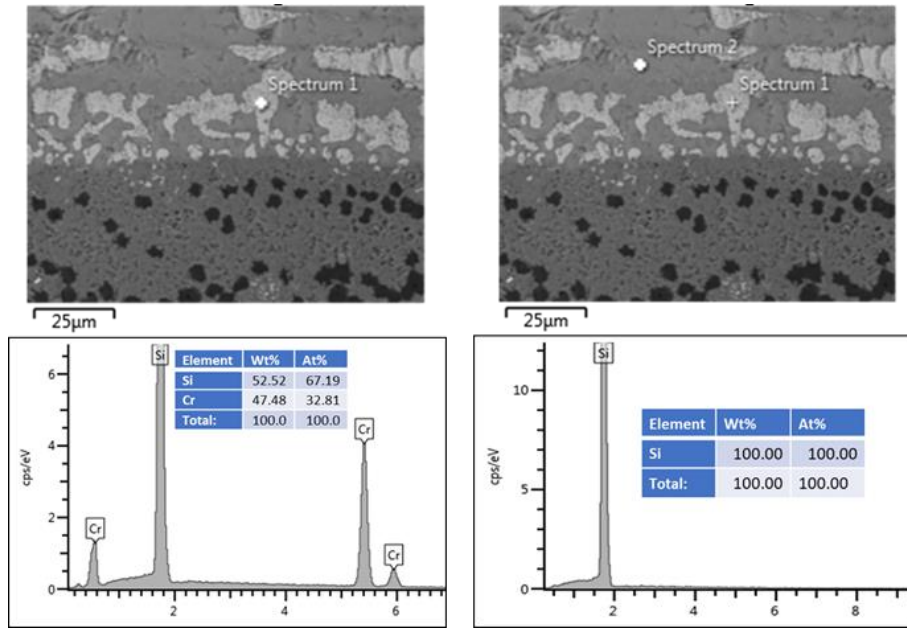 Spectrum 1
25µm
Spectrum 2
Spectrum 1
25µm
cps/eV
6
4
2
0
2
4
6
Cr
Si
Cr
Cr
Element Wt% At%
Si 52.52 67.19
Cr 47.48 32.81
Total: 100.0 100.0
cps/eV
10
5
0
2
4
6
8
Si
Element Wt% At%
Si 100.00 100.00
Total: 100.00 100.00